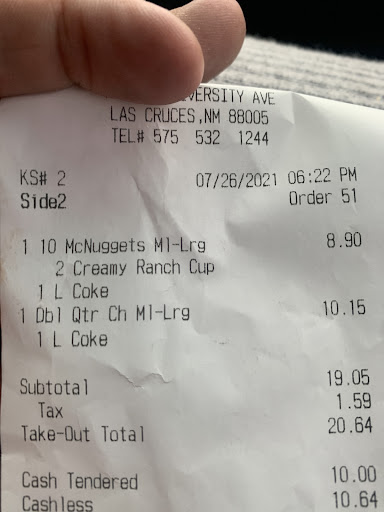 AVE
LAS CRUCES,NM 88005
TEL# 575 532 1244
KS# 2 07/26/2021 06:22 PM
Side2 Order 51
1 10 McNuggets Ml-Lrg 8.90
2 Creamy Ranch Cup
1 L Coke
1 Dbl Qtr Ch Ml-Lrg 10.15
1 L Coke
Subtotal 19.05
Tax 1.59
Take-Out Total 20.64
Cash Tendered 10.00
Cashless 10.64